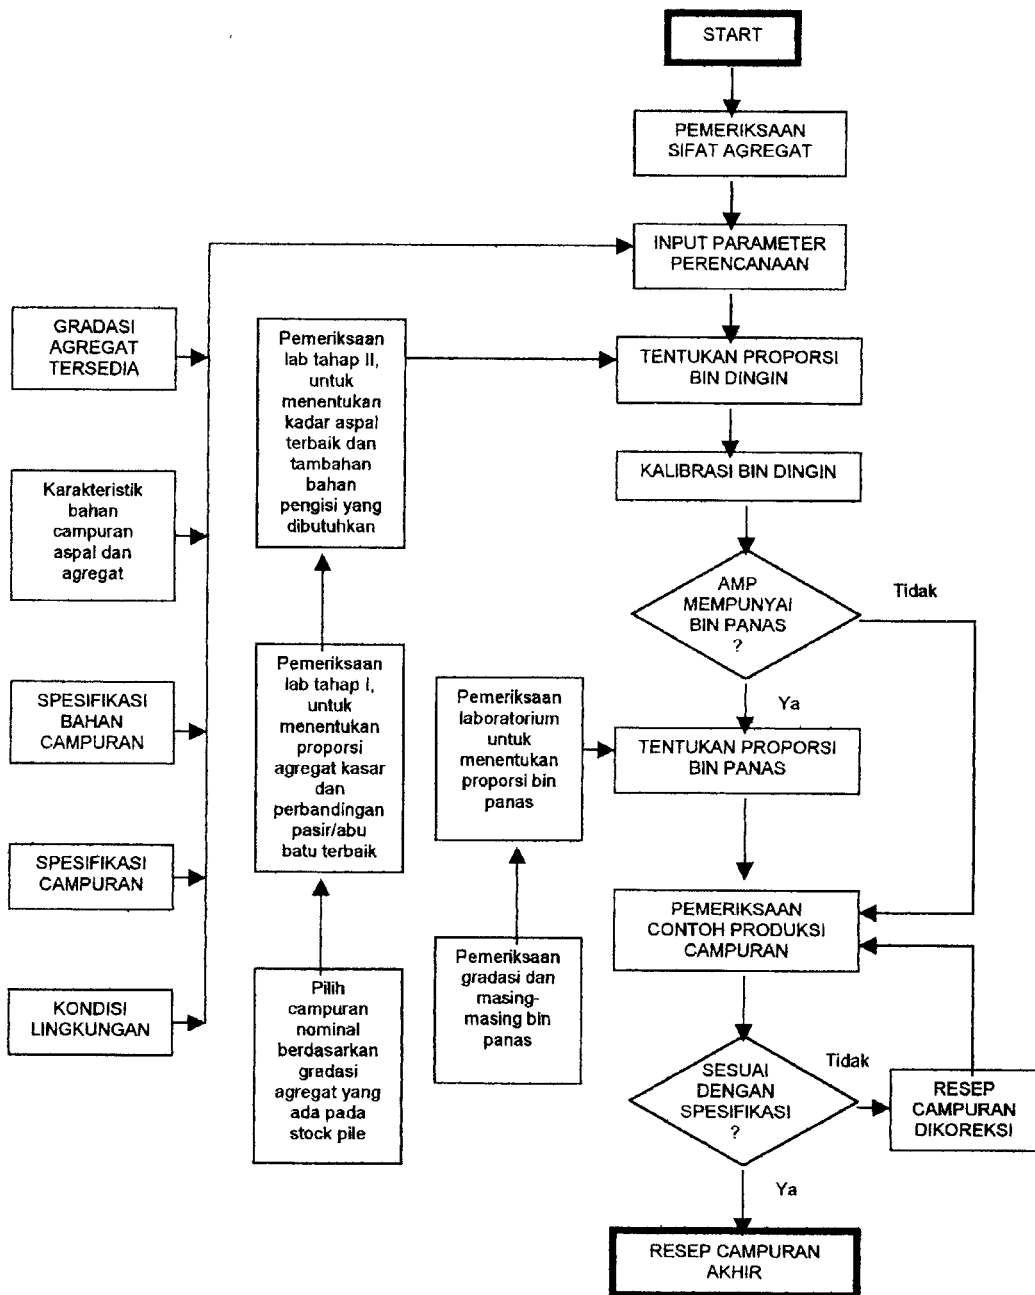 START
PEMERIKSAAN
SIFAT AGREGAT
INPUT PARAMETER
PERENCANAAN
GRADASI
AGREGAT
TERSEDIA
Pemeriksaan
lab tahap II,
untuk
menentukan
kadar aspal
terbaik dan
tambahan
bahan
pengisi yang
dibutuhkan
TENTUKAN PROPORSI
BIN DINGIN
KALIBRASI BIN DINGIN
Karakteristik
bahan
campuran
aspal dan
agregat
AMP
MEMPUNYAI
BIN PANAS
?
Tidak
Ya
SPESIFIKASI
BAHAN
CAMPURAN
Pemeriksaan
lab tahap I,
untuk
menentukan
proporsi
agregat kasar
dan
perbandingan
pasir/abu
batu terbaik
Pemeriksaan
laboratorium
untuk
menentukan
proporsi bin
panas
TENTUKAN PROPORSI
BIN PANAS
SPESIFIKASI
CAMPURAN
PEMERIKSAAN
CONTOH PRODUKSI
CAMPURAN
KONDISI
LINGKUNGAN
Pilih
campuran
nominal
berdasarkan
gradasi
agregat yang
ada pada
stock pile
Pemeriksaan
gradasi dan
masing-
masing bin
panas
SESUAI
DENGAN
SPESIFIKASI
?
Tidak
RESEP
CAMPURAN
DIKOREKSI
Ya
RESEP CAMPURAN
AKHIR